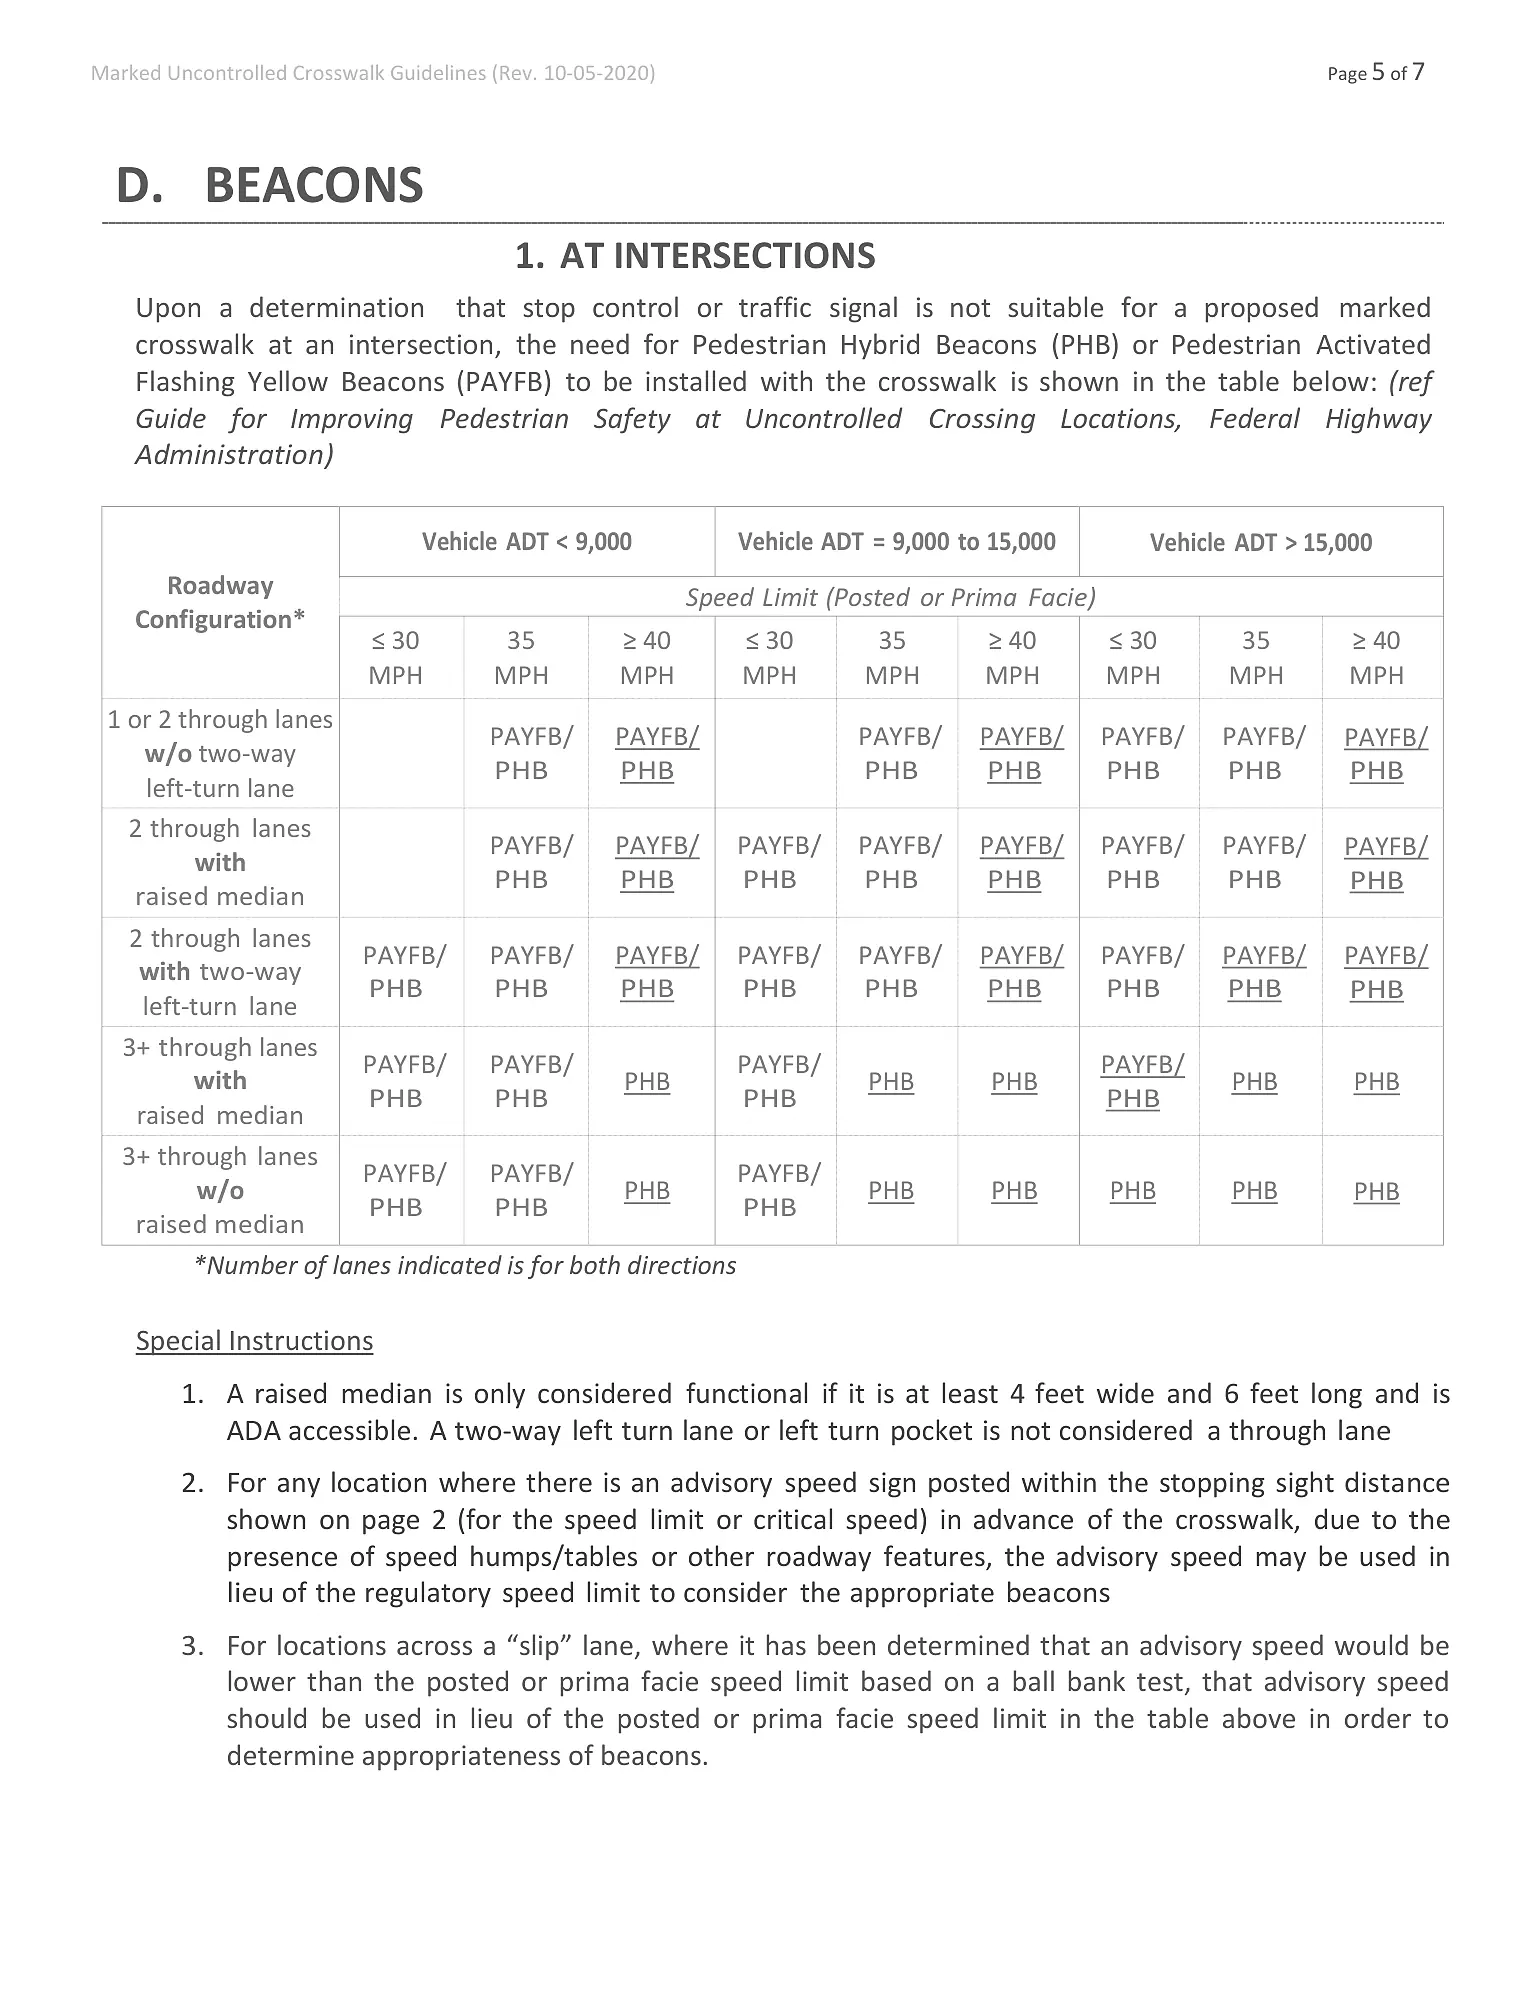 Marked Uncontrolled Crosswalk Guidelines (Rev. 10-05-2020)
Page 5 of 7
D. BEACONS
1. AT INTERSECTIONS
Upon a determination that stop control or traffic signal is not suitable for a proposed marked
crosswalk at an intersection, the need for Pedestrian Hybrid Beacons (PHB) or Pedestrian Activated
Flashing Yellow Beacons (PAYFB) to be installed with the crosswalk is shown in the table below: (ref
Guide for Improving Pedestrian Safety at Uncontrolled Crossing Locations, Federal Highway
Administration)
Roadway
Configuration*
Vehicle ADT < 9,000 Vehicle ADT = 9,000 to 15,000 Vehicle ADT > 15,000
Speed Limit (Posted or Prima Facie)
≤ 30 35 ≥ 40 ≤ 30 35 ≥ 40 ≤ 30 35 ≥ 40
MPH MPH MPH MPH MPH MPH MPH MPH MPH
1 or 2 through lanes
w/o two-way
left-turn lane
PAYFB/ PAYFB/ PAYFB/ PAYFB/ PAYFB/ PAYFB/ PAYFB/
PHB PHB PHB PHB PHB PHB PHB
2 through lanes
with
raised median
PAYFB/ PAYFB/ PAYFB/ PAYFB/ PAYFB/ PAYFB/ PAYFB/ PAYFB/
PHB PHB PHB PHB PHB PHB PHB PHB
2 through lanes
with two-way
left-turn lane
PAYFB/ PAYFB/ PAYFB/ PAYFB/ PAYFB/ PAYFB/ PAYFB/ PAYFB/ PAYFB/
PHB PHB PHB PHB PHB PHB PHB PHB PHB
3+ through lanes
with
raised median
PAYFB/ PAYFB/ PAYFB/ PAYFB/
PHB PHB PHB PHB PHB PHB PHB PHB PHB
3+ through lanes
w/o
raised median
PAYFB/ PAYFB/ PAYFB/
PHB PHB PHB PHB PHB PHB PHB PHB PHB
*Number of lanes indicated is for both directions
Special Instructions
1. A raised median is only considered functional if it is at least 4 feet wide and 6 feet long and is
ADA accessible. A two-way left turn lane or left turn pocket is not considered a through lane
2. For any location where there is an advisory speed sign posted within the stopping sight distance
shown on page 2 (for the speed limit or critical speed) in advance of the crosswalk, due to the
presence of speed humps/tables or other roadway features, the advisory speed may be used in
lieu of the regulatory speed limit to consider the appropriate beacons
3. For locations across a “slip” lane, where it has been determined that an advisory speed would be
lower than the posted or prima facie speed limit based on a ball bank test, that advisory speed
should be used in lieu of the posted or prima facie speed limit in the table above in order to
determine appropriateness of beacons.